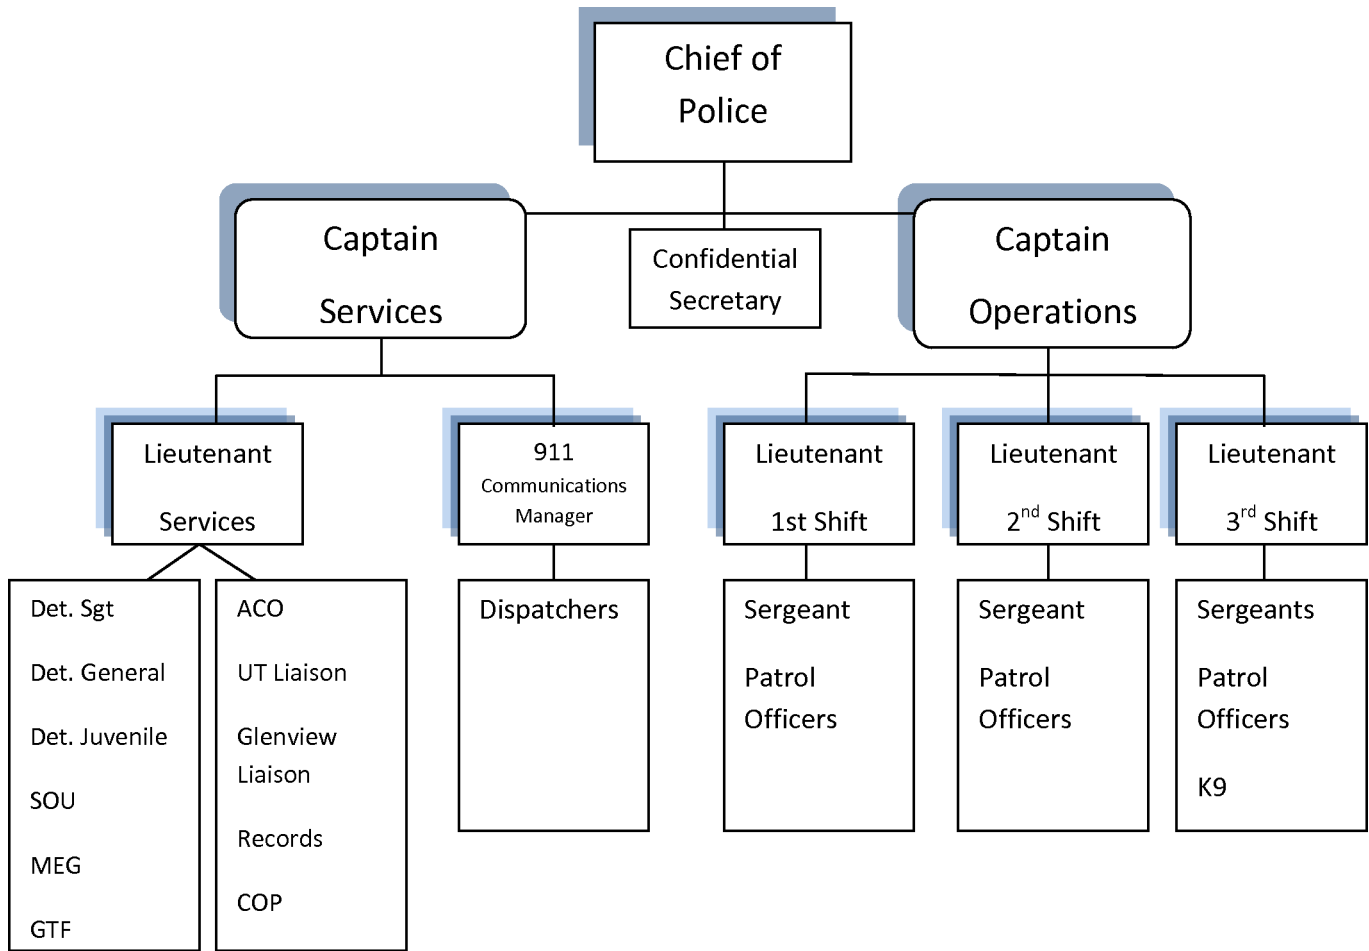 Chief of
Police
Captain
Services
Confidential
Secretary
Captain
Operations
Lieutenant
Services
911
Communications
Manager
Lieutenant
1st Shift
Lieutenant
2nd Shift
Lieutenant
3rd Shift
Det. Sgt
Det. General
Det. Juvenile
SOU
MEG
GTF
ACO
UT Liaison
Glenview
Liaison
Records
COP
Dispatchers
Sergeant
Patrol
Officers
Sergeant
Patrol
Officers
Sergeants
Patrol
Officers
K9